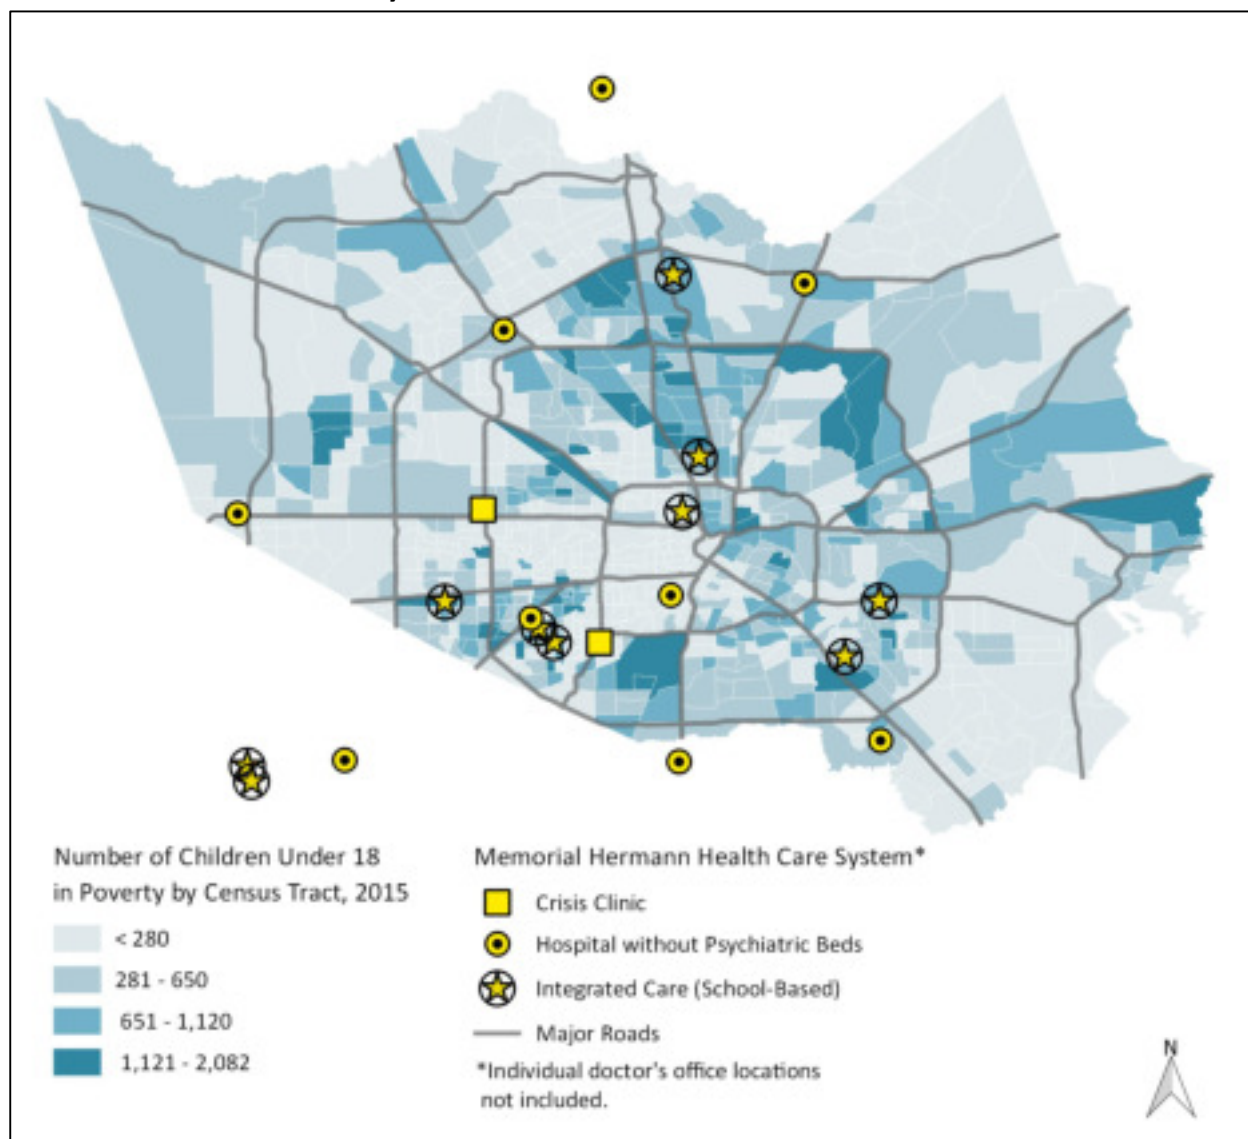 Number of Children Under 18
in Poverty by Census Tract, 2015
< 280
281 - 650
651 - 1,120
1,121 - 2,082
Memorial Hermann Health Care System*
Crisis Clinic
Hospital without Psychiatric Beds
Integrated Care (School-Based)
Major Roads
*Individual doctor's office locations
not included.
N